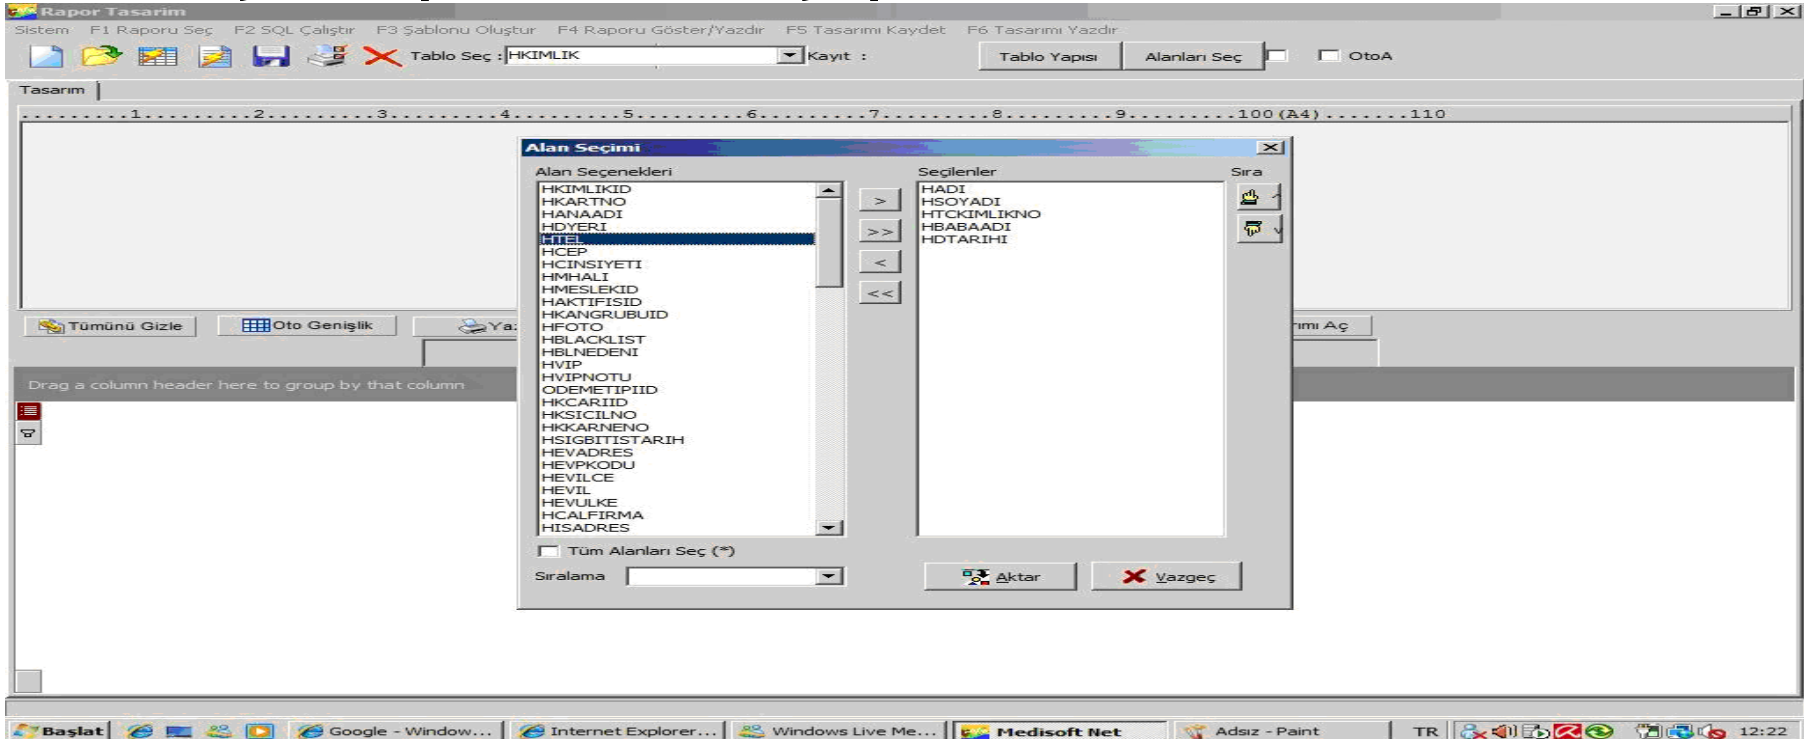 Rapor Tasarim
Sistem F1 Raporu Seç F2 SQL Çalıştır F3 Şablonu Oluştur F4 Raporu Göster/Yazdır F5 Tasarımı Kaydet F6 Tasarımı Yazdır
Tablo Seç : HKIMLIK Kayıt : Tablo Yapısı Alanları Seç OtoA
Tasarım
.........1.........2.........3.........4.........5.........6.........7.........8.........9.........100(A4).......110
Alan Seçimi
Alan Seçenekleri Seçilenler Sıra
HKIMLIKID
HKARTNO
HANAADI
HDYERI
HTEL
HCEP
HCINSIYETI
HMHALI
HMESLEKID
HAKTIFISID
HKANGRUBUID
HFOTO
HBLACKLIST
HBLNEDENI
HVIP
HVIPNOTU
ODEMETIPIID
HKCARIID
HKSICILNO
HKKARNENO
HSIGBITISTARIH
HEVADRES
HEVPKODU
HEVILCE
HEVIL
HEVULKE
HCALFIRMA
HISADRES
> 
>>
<
<<
HADI
HSOYADI
HTCKIMLIKNO
HBABAADI
HDTARIHI
Tüm Alanları Seç (*)
Sıralama
Aktar Vazgeç
Tümünü Gizle Oto Genişlik Ya
ımı Aç
Drag a column header here to group by that column
Başlat Google - Window... Internet Explorer... Windows Live Me... Medisoft Net Adsız - Paint TR 12:22